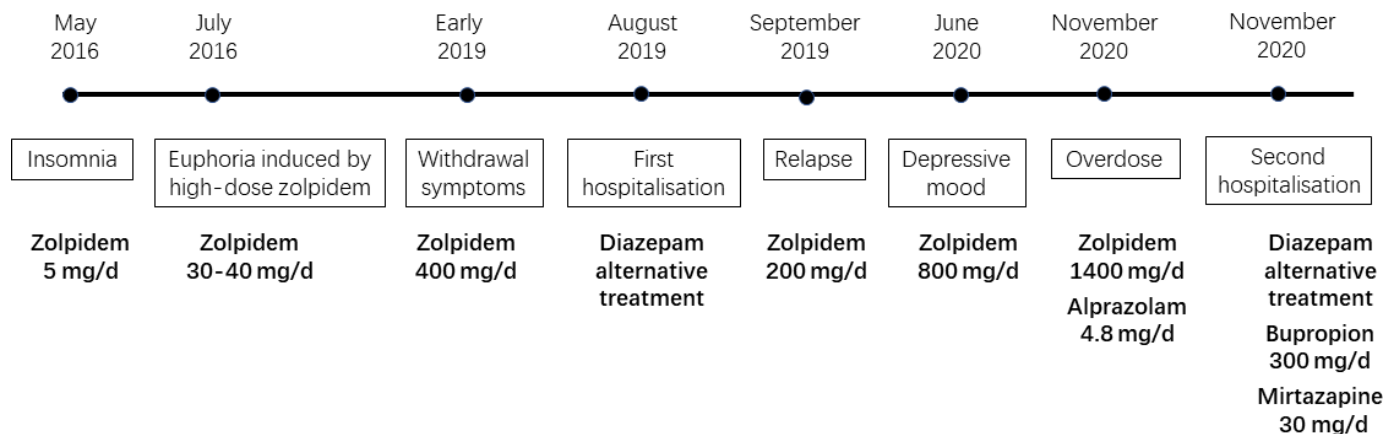 May
2016
July
2016
Early
2019
August
2019
September
2019
June
2020
November
2020
November
2020
Insomnia
Euphoria induced by
high-dose zolpidem
Withdrawal
symptoms
First
hospitalisation
Relapse
Depressive
mood
Overdose
Second
hospitalisation
Zolpidem
5 mg/d
Zolpidem
30-40 mg/d
Zolpidem
400 mg/d
Diazepam
alternative
treatment
Zolpidem
200 mg/d
Zolpidem
800 mg/d
Zolpidem
1400 mg/d
Alprazolam
4.8 mg/d
Diazepam
alternative
treatment
Bupropion
300 mg/d
Mirtazapine
30 mg/d